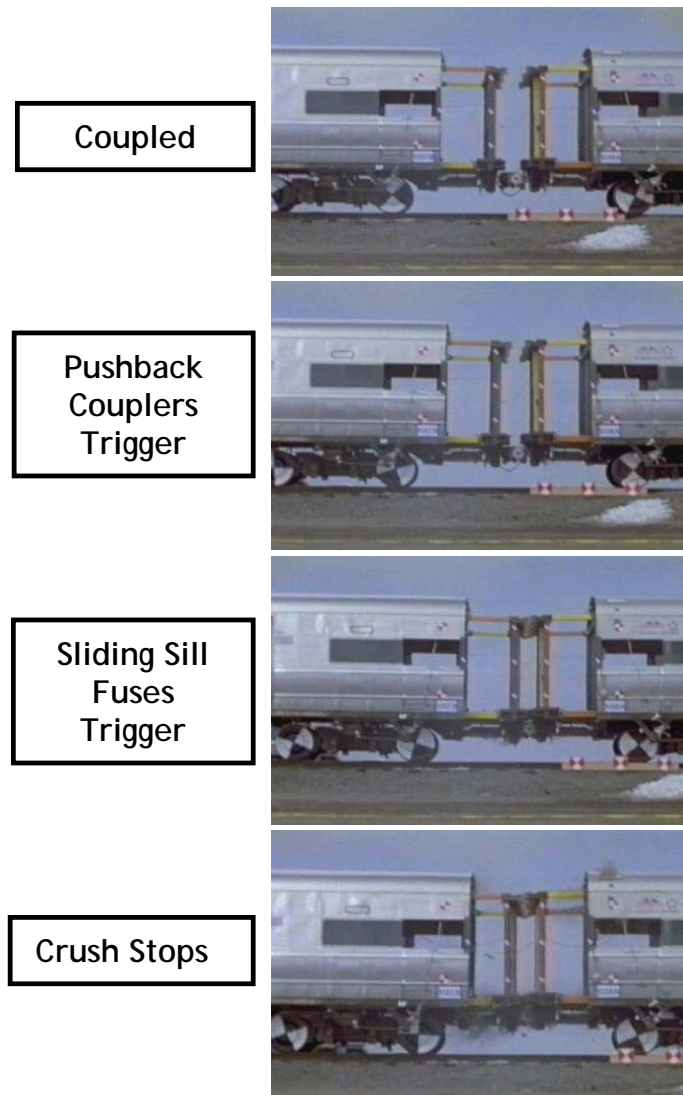 Coupled
Pushback
Couplers
Trigger
Sliding Sill
Fuses
Trigger
Crush Stops